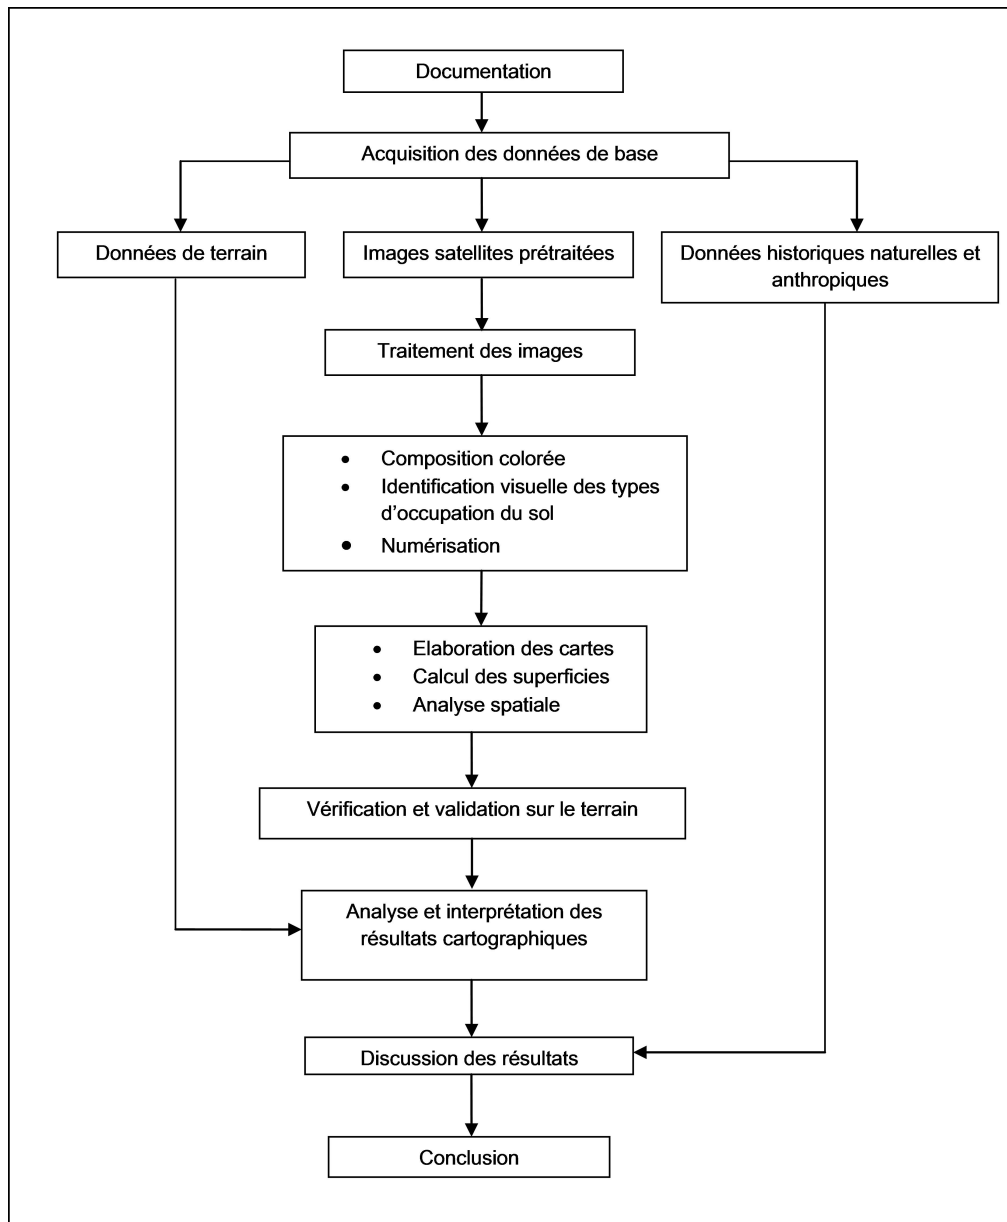 Documentation
Acquisition des données de base
Données de terrain
Images satellites prétraitées
Données historiques naturelles et
anthropiques
Traitement des images
• Composition colorée
• Identification visuelle des types
d’occupation du sol
• Numérisation
• Elaboration des cartes
• Calcul des superficies
• Analyse spatiale
Vérification et validation sur le terrain
Analyse et interprétation des
résultats cartographiques
Discussion des résultats
Conclusion